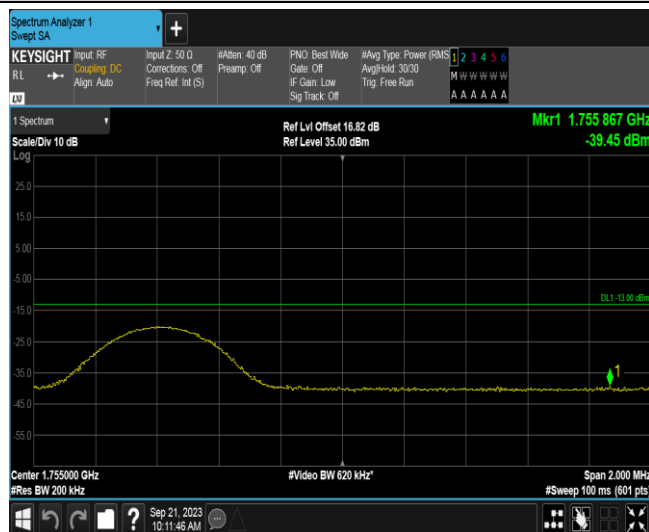 Spectrum Analyzer 1
Swept SA
+
KEYSIGHT
RL
LXI
Input: RF
Coupling: DC
Align: Auto
Input Z: 50 Ω
Corrections: Off
Freq Ref: Int (S)
#Atten: 40 dB
Preamp: Off
PNO: Best Wide
Gate: Off
IF Gain: Low
Sig Track: Off
#Avg Type: Power (RMS
Avg|Hold: 30/30
Trig: Free Run
1 2 3 4 5 6
M W W W W W
A A A A A A
1 Spectrum
Scale/Div 10 dB
Log
Ref Lvl Offset 16.82 dB
Ref Level 35.00 dBm
Mkr1 1.755 867 GHz
-39.45 dBm
25.0
15.0
5.00
-5.00
-15.0
-25.0
-35.0
-45.0
-55.0
DL1 -13.00 dBm
1
Center 1.755000 GHz
#Res BW 200 kHz
#Video BW 620 kHz*
Span 2.000 MHz
#Sweep 100 ms (601 pts)
?
Sep 21, 2023
10:11:46 AM